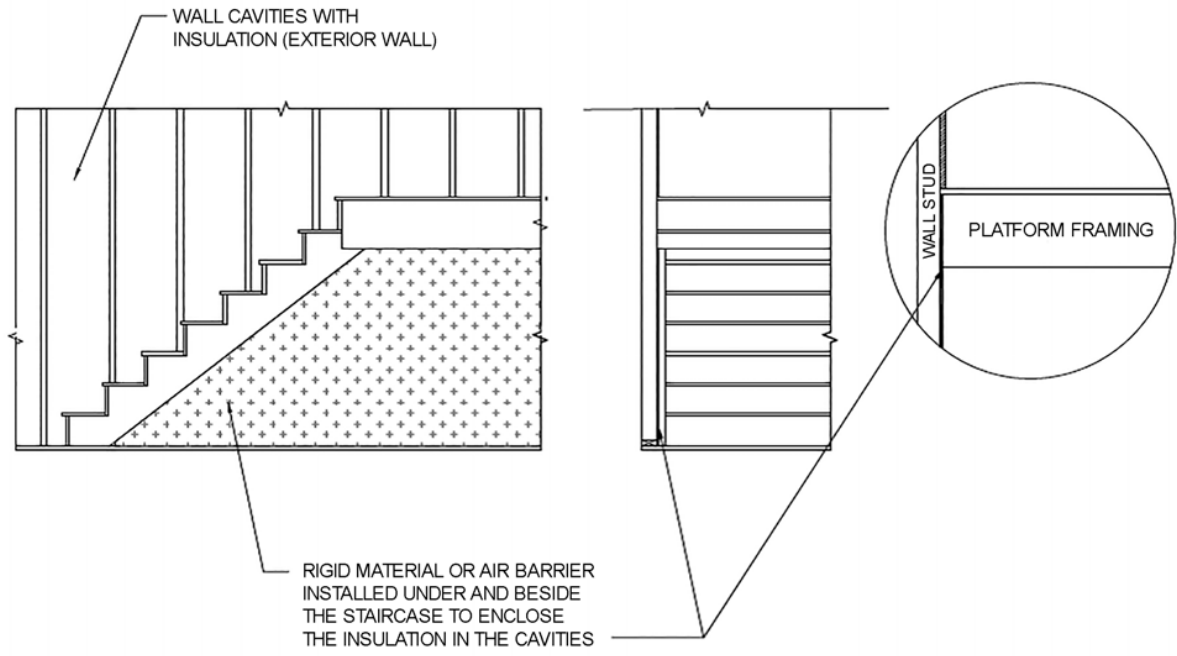 WALL CAVITIES WITH
INSULATION (EXTERIOR WALL)
WALL STUD
PLATFORM FRAMING
RIGID MATERIAL OR AIR BARRIER
INSTALLED UNDER AND BESIDE
THE STAIRCASE TO ENCLOSE
THE INSULATION IN THE CAVITIES